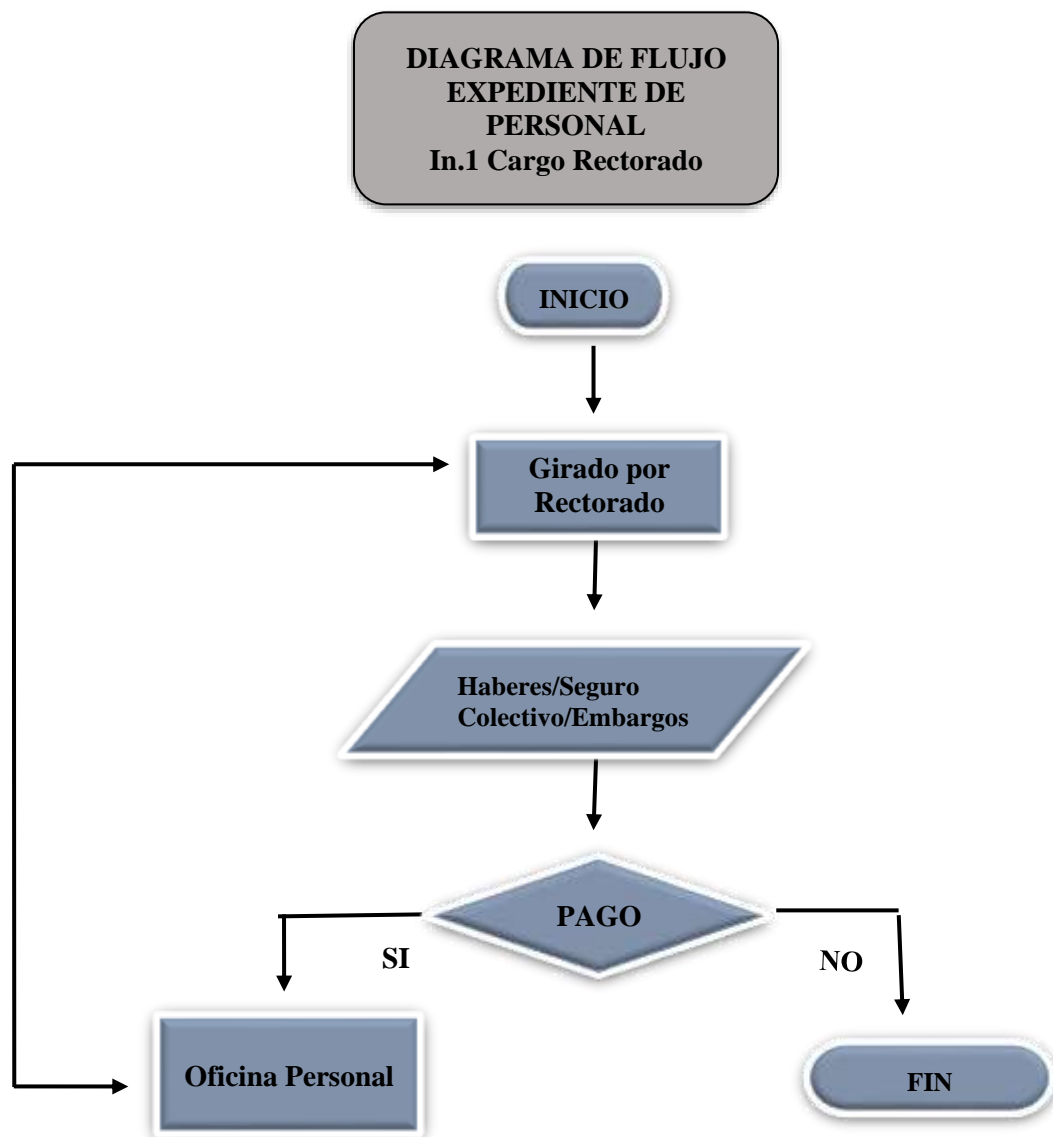 DIAGRAMA DE FLUJO
EXPEDIENTE DE
PERSONAL
In.1 Cargo Rectorado
INICIO
Girado por
Rectorado
Haberes/Seguro
Colectivo/Embargos
PAGO
SI
NO
Oficina Personal
FIN